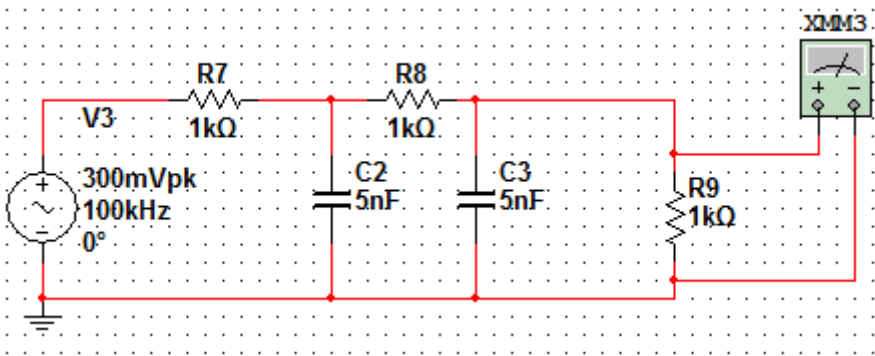 XMM3
R7
R8
V3
1kΩ
1kΩ
300mVpk
100kHz
0°
C2
5nF
C3
5nF
R9
1kΩ